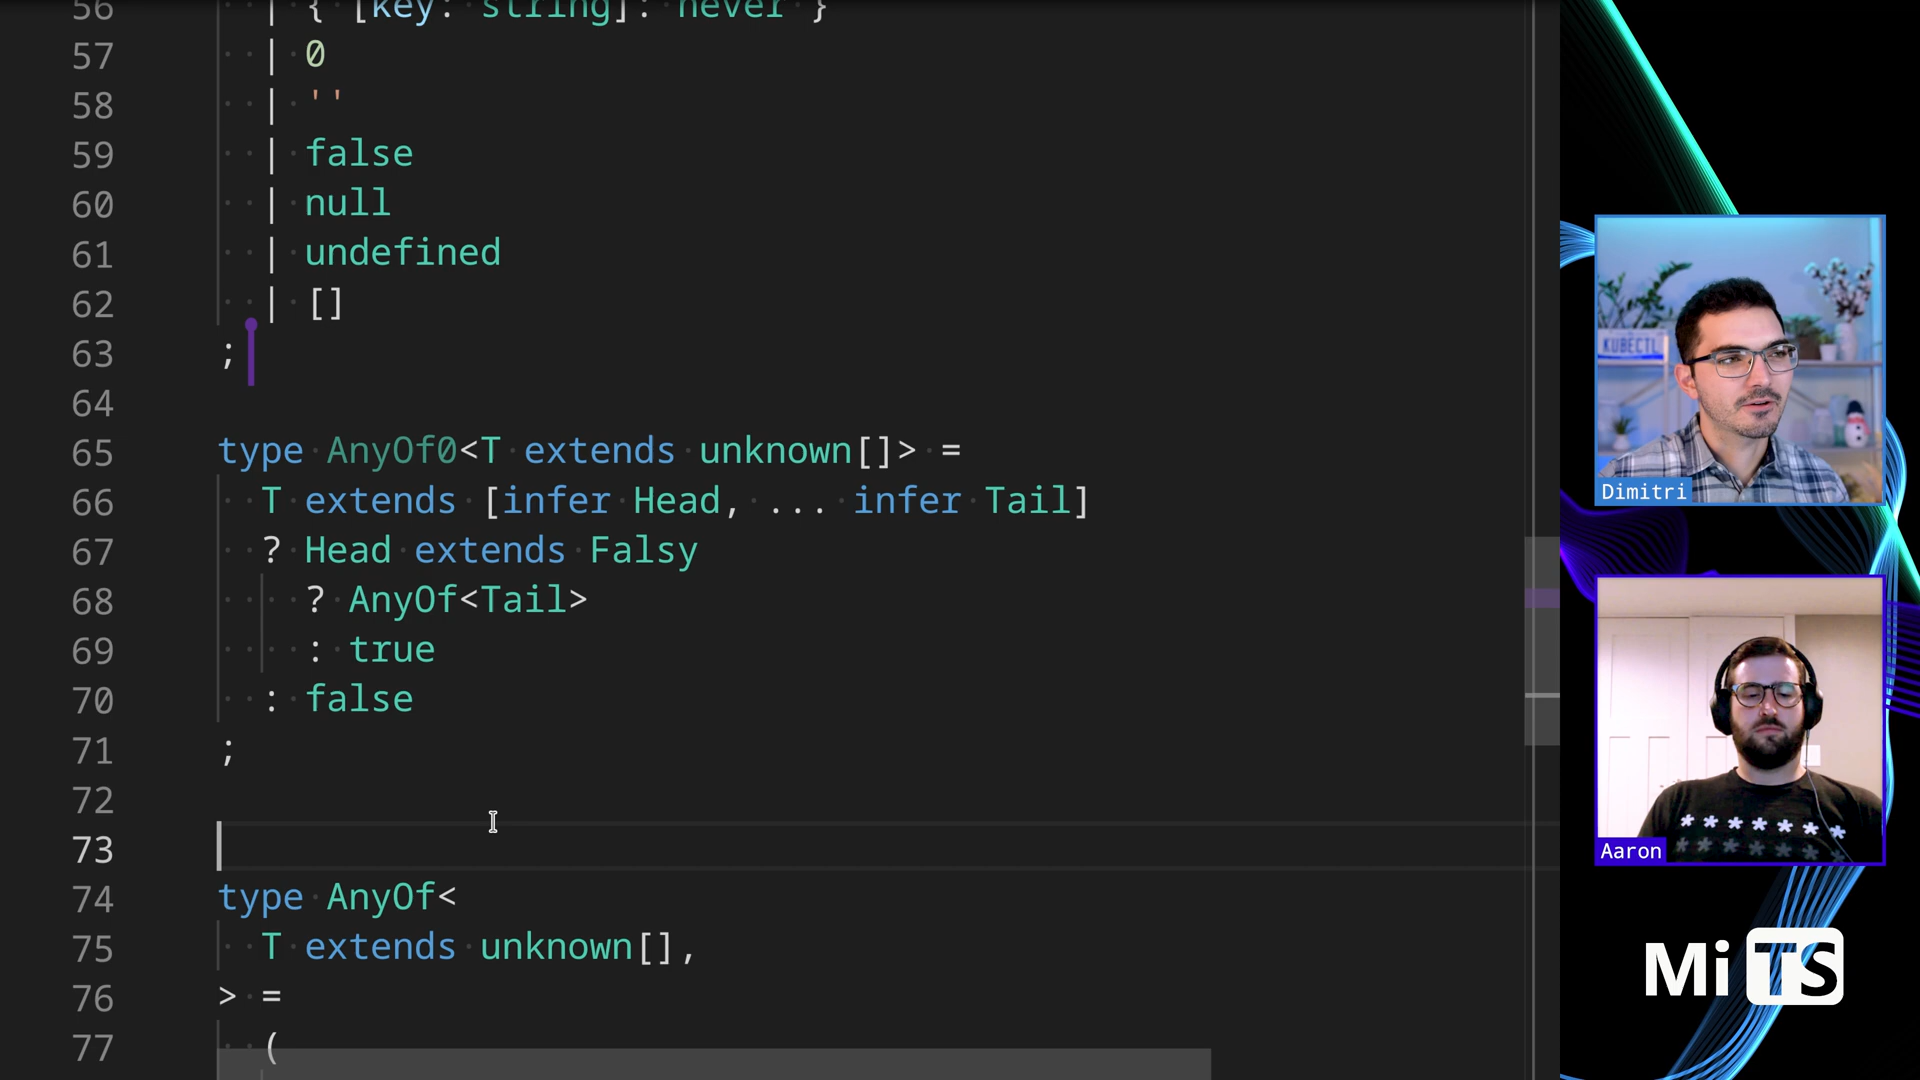 56 | { [key: string]: never }
57 | 0
58 | ''
59 | false
60 | null
61 | undefined
62 | []
63 ;
64
65 type AnyOf0<T extends unknown[]> =
66 T extends [infer Head, ... infer Tail]
67 ? Head extends Falsy
68 ? AnyOf<Tail>
69 : true
70 : false
71 ;
72
73
74 type AnyOf<
75 T extends unknown[],
76 > =
77 (
KUBECTL
Dimitri
* * * * * * *
* * * * * * *
Aaron
Mi TS